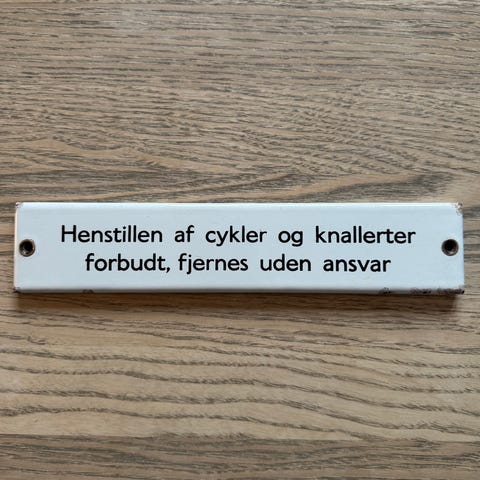 Henstillen af cykler og knallerter
forbudt, fjernes uden ansvar